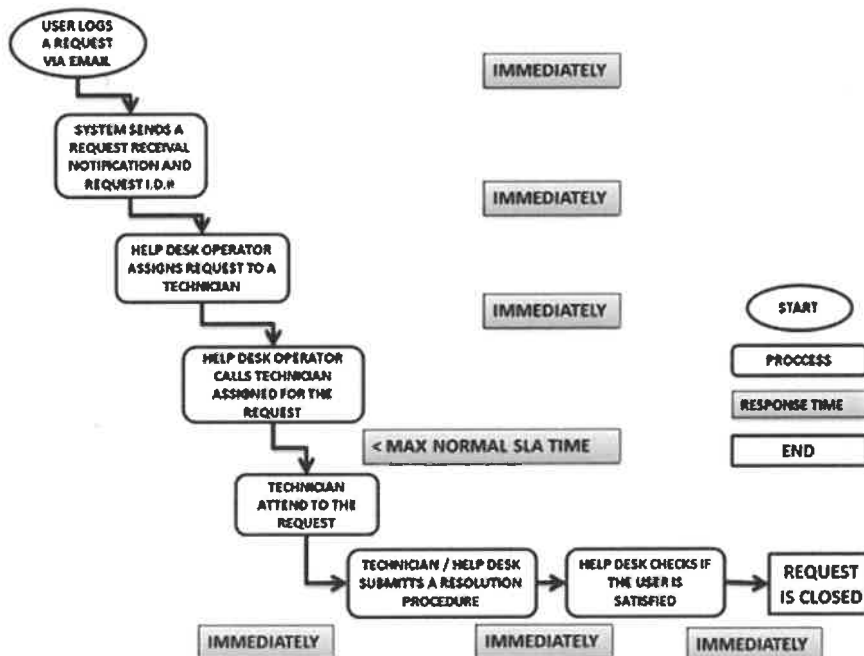 USER LOGS
A REQUEST
VIA EMAIL
IMMEDIATELY
SYSTEM SENDS A
REQUEST RECEIVAL
NOTIFICATION AND
REQUEST I.D.#
IMMEDIATELY
HELP DESK OPERATOR
ASSIGNS REQUEST TO A
TECHNICIAN
IMMEDIATELY
START
HELP DESK OPERATOR
CALLS TECHNICIAN
ASSIGNED FOR THE
REQUEST
PROCCESS
RESPONSE TIME
< MAX NORMAL SLA TIME
END
TECHNICIAN
ATTEND TO THE
REQUEST
TECHNICIAN / HELP DESK
SUBMITTS A RESOLUTION
PROCEDURE
HELP DESK CHECKS IF
THE USER IS
SATISFIED
REQUEST
IS CLOSED
IMMEDIATELY
IMMEDIATELY
IMMEDIATELY